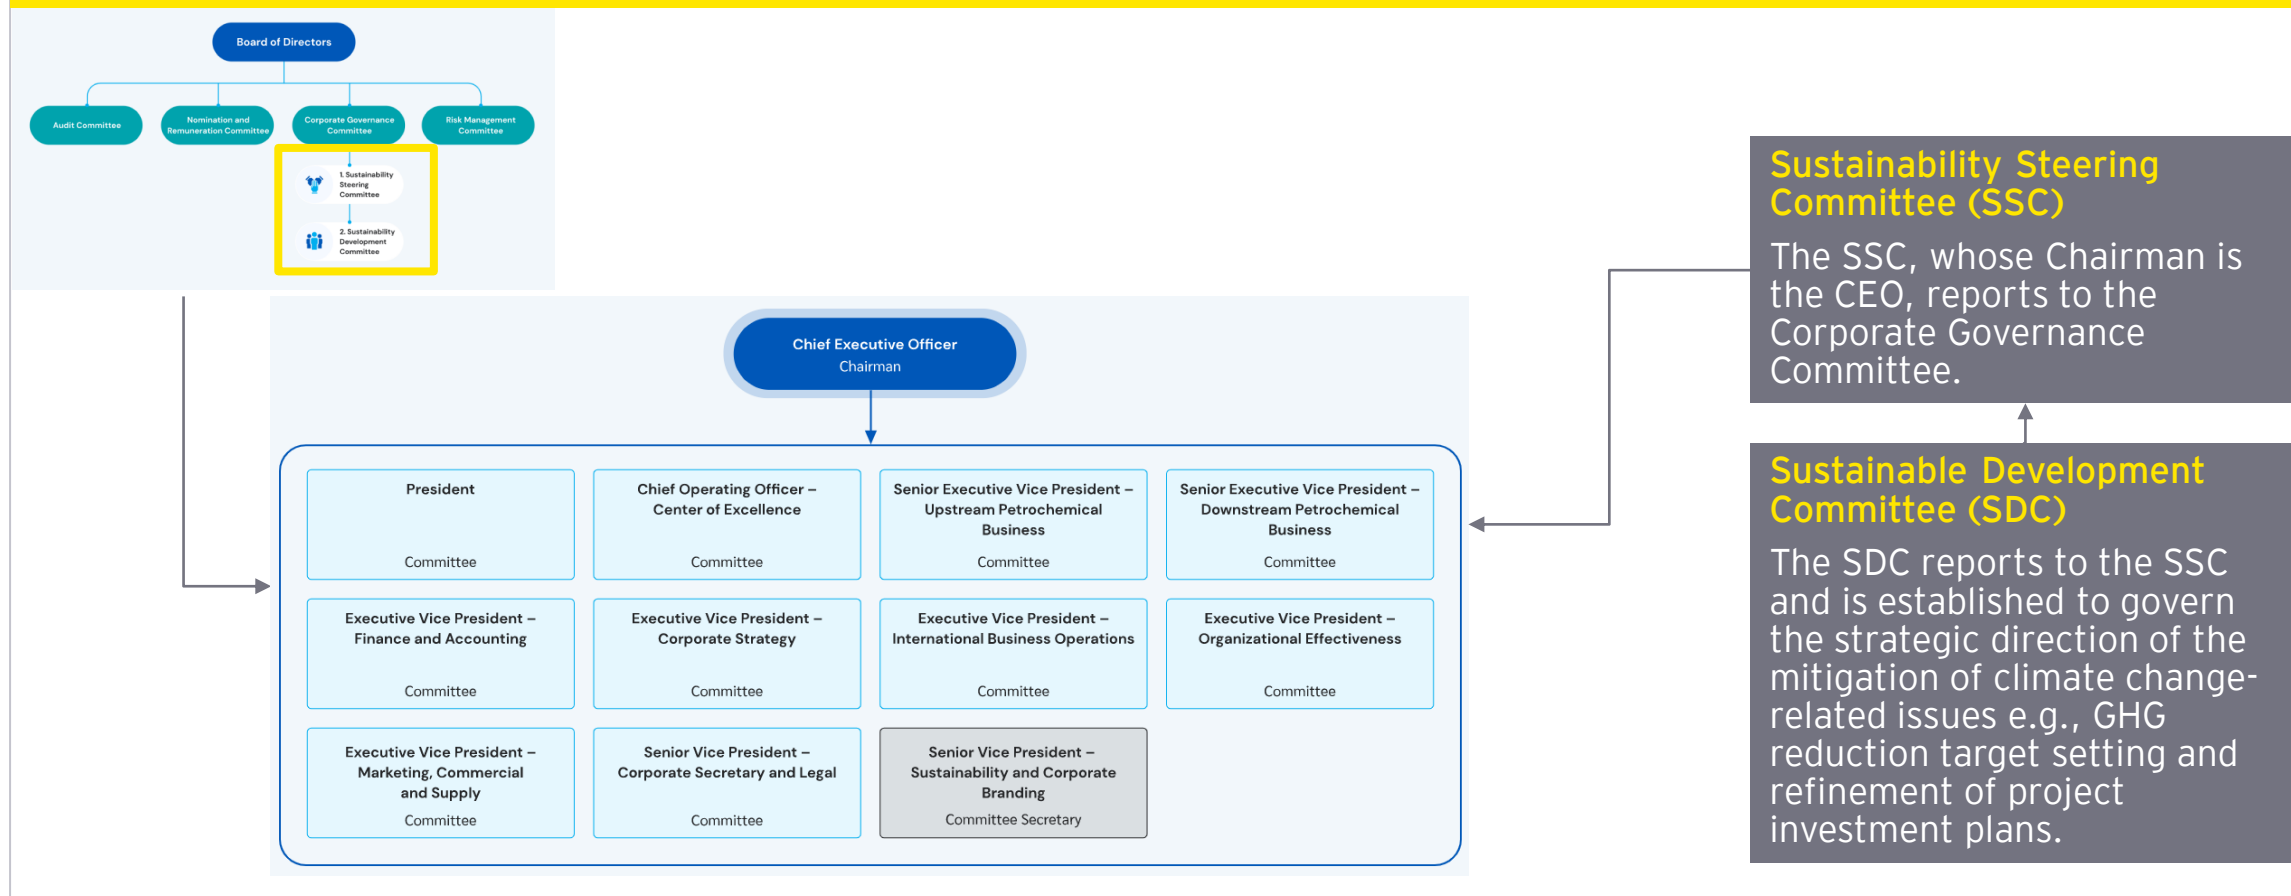 Board of Directors
Audit Committee
Nomination and
Remuneration Committee
Corporate Governance
Committee
Risk Management
Committee
1. Sustainability
Steering
Committee
2. Sustainability
Development
Committee
Chief Executive Officer
Chairman
President
Committee
Chief Operating Officer –
Center of Excellence
Committee
Senior Executive Vice President –
Upstream Petrochemical
Business
Committee
Senior Executive Vice President –
Downstream Petrochemical
Business
Committee
Executive Vice President –
Finance and Accounting
Committee
Executive Vice President –
Corporate Strategy
Committee
Executive Vice President –
International Business Operations
Committee
Executive Vice President –
Organizational Effectiveness
Committee
Executive Vice President –
Marketing, Commercial
and Supply
Committee
Senior Vice President –
Corporate Secretary and Legal
Committee
Senior Vice President –
Sustainability and Corporate
Branding
Committee Secretary
Sustainability Steering
Committee (SSC)
The SSC, whose Chairman is
the CEO, reports to the
Corporate Governance
Committee.
Sustainable Development
Committee (SDC)
The SDC reports to the SSC
and is established to govern
the strategic direction of the
mitigation of climate change-
related issues e.g., GHG
reduction target setting and
refinement of project
investment plans.